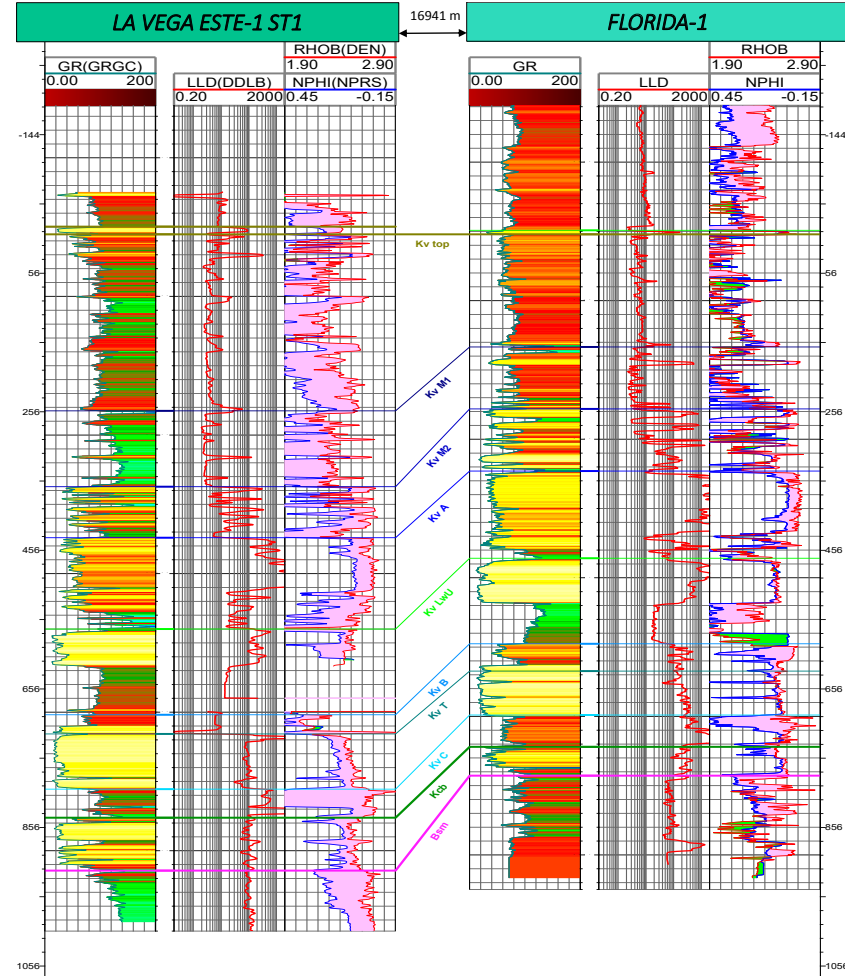 LA VEGA ESTE-1 ST1
16941 m
FLORIDA-1
RHOB(DEN)
1.90 2.90
GR(GRGC)
0.00 200
LLD(DDLB)
0.20 2000
NPHI(NPRS)
0.45 -0.15
RHOB
1.90 2.90
GR
0.00 200
LLD
0.20 2000
NPHI
0.45 -0.15
-144
-144
Kv top
56
56
Kv M1
256
256
Kv M2
Kv A
456
456
Kv LwU
656
656
Kv B
Kv T
Kv C
Kcb
856
856
Bsm
1056
1056